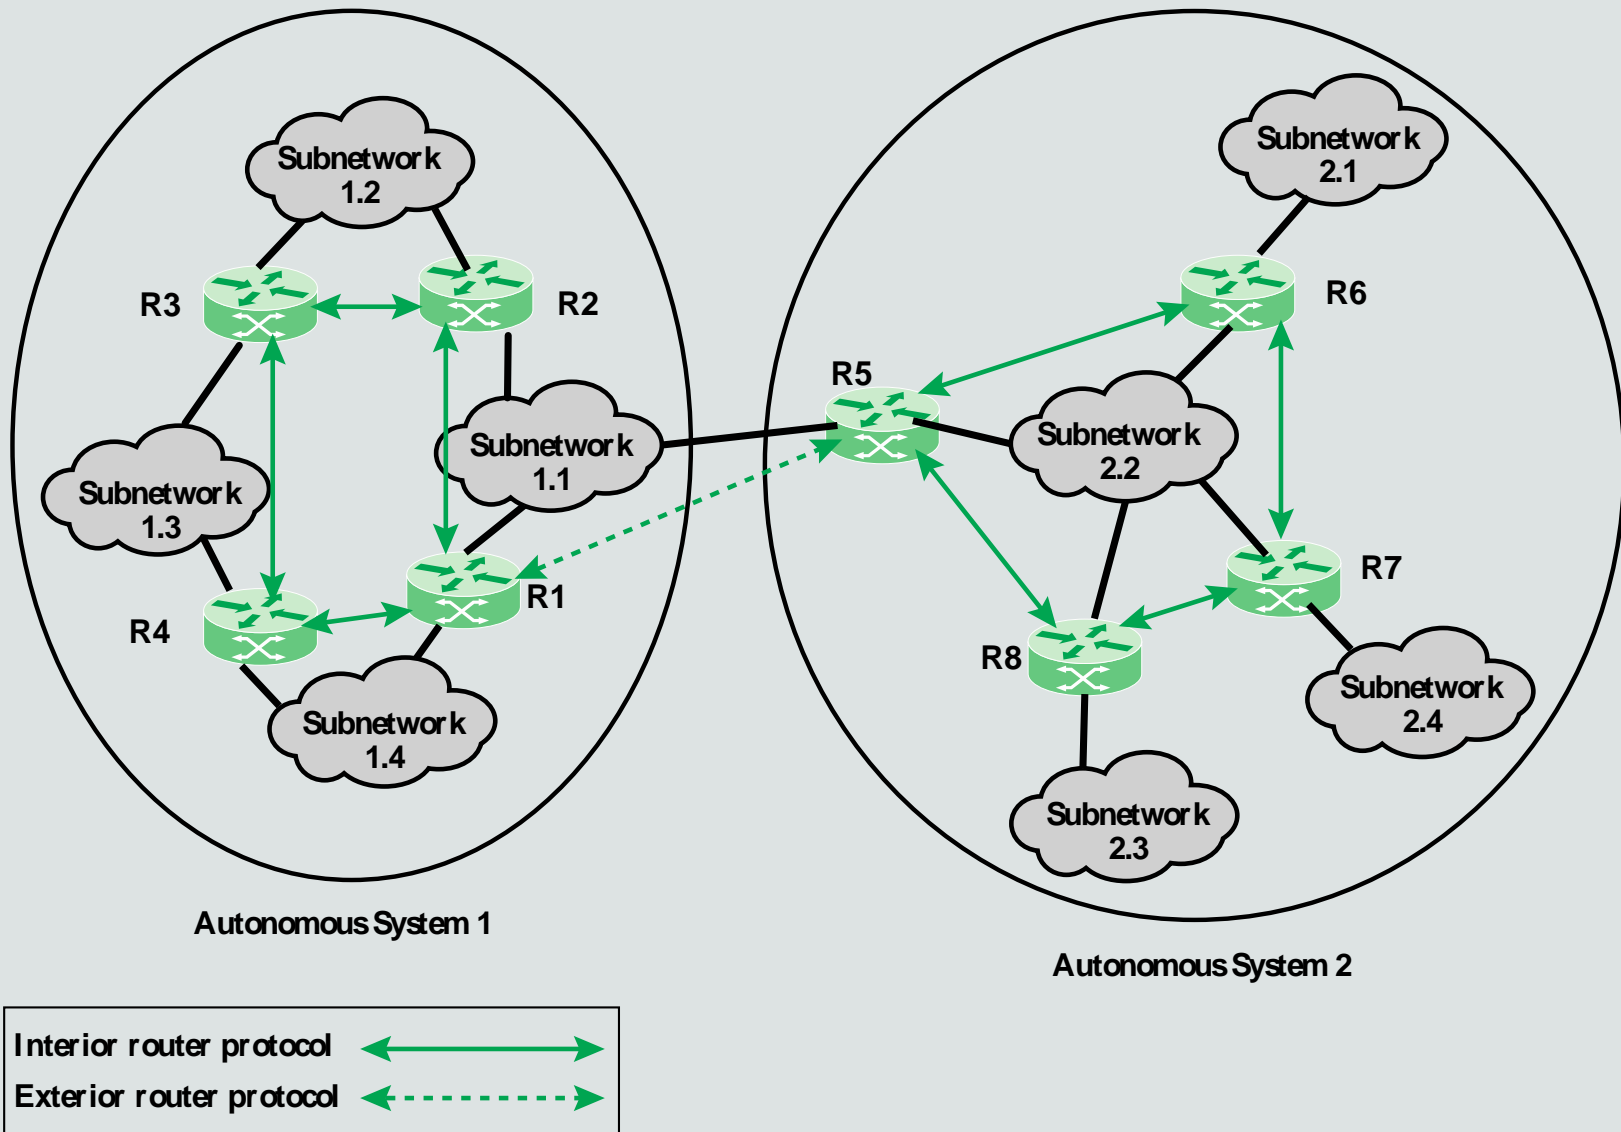 Subnetwork
1.2
R3
R2
Subnetwork
1.1
Subnetwork
1.3
R4
R1
Subnetwork
1.4
Autonomous System 1
Subnetwork
2.1
R6
R5
Subnetwork
2.2
R7
R8
Subnetwork
2.4
Subnetwork
2.3
Autonomous System 2
Interior router protocol
Exterior router protocol